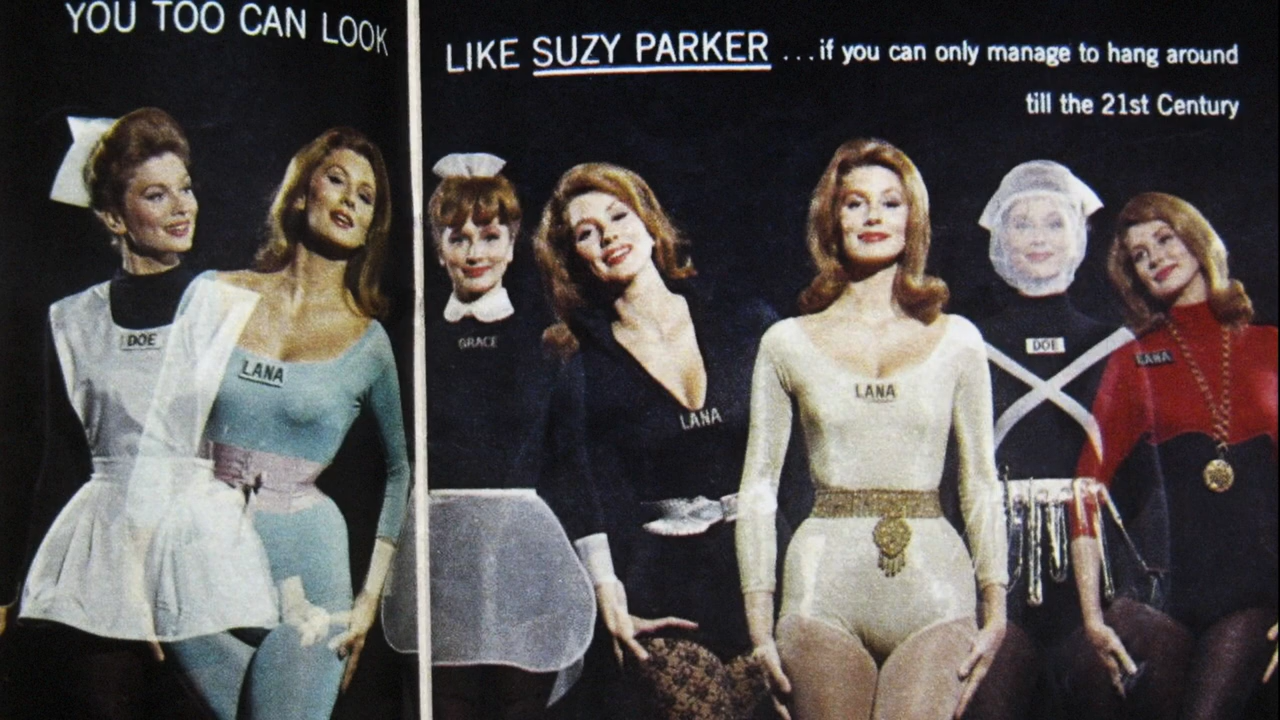 YOU TOO CAN LOOK
LIKE SUZY PARKER ...if you can only manage to hang around
till the 21st Century
DOE
LANA
GRACE
LANA
LANA
DOE
LANA